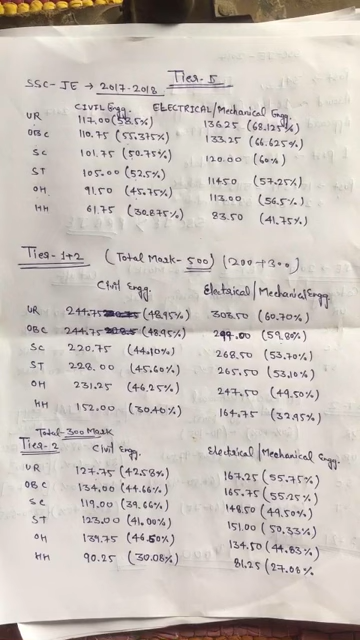 Tier-I
SSC-JE → 2017-2018
CIVIL Engg. ELECTRICAL/Mechanical Engg.
UR 117.00 (58.5%) 136.25 (68.125%)
OBC 110.75 (55.375%) 133.25 (66.625%)
SC 101.75 (50.75%) 120.00 (60%)
ST 105.00 (52.5%) 114.50 (57.25%)
OH 91.50 (45.75%) 113.00 (56.5%)
HH 61.75 (30.875%) 83.50 (41.75%)
Tier-1+2 (Total Mark-500) (200+300)
Civil Engg. Electrical/Mechanical Engg.
UR 244.75 (48.95%) 303.50 (60.70%)
OBC 244.75 (48.95%) 299.00 (59.80%)
SC 220.75 (44.10%) 268.50 (53.70%)
ST 228.00 (45.60%) 265.50 (53.10%)
OH 231.25 (46.25%) 247.50 (49.50%)
HH 152.00 (30.40%) 164.75 (32.95%)
Total-300 Mark
Tier-2 Civil Engg. Electrical/Mechanical Engg.
UR 127.75 (42.58%) 167.25 (55.75%)
OBC 134.00 (44.66%) 165.75 (55.25%)
SC 119.00 (39.66%) 148.50 (49.50%)
ST 123.00 (41.00%) 151.00 (50.33%)
OH 139.75 (46.50%) 134.50 (44.83%)
HH 90.25 (30.08%) 81.25 (27.08%